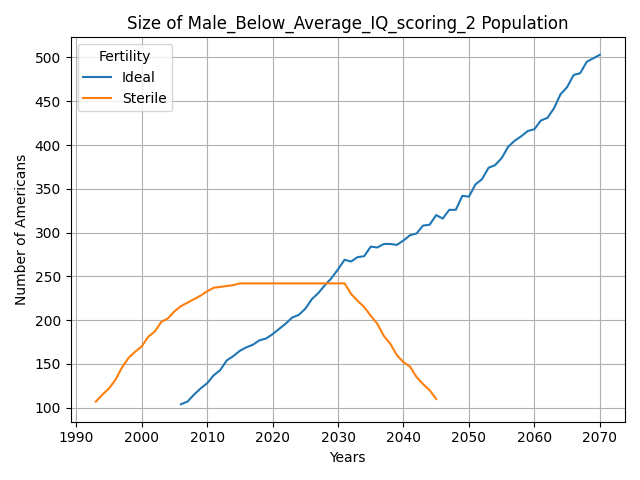 Size of Male_Below_Average_IQ_scoring_2 Population
Number of Americans
500
450
400
350
300
250
200
150
100
Fertility
Ideal
Sterile
1990 2000 2010 2020 2030 2040 2050 2060 2070
Years